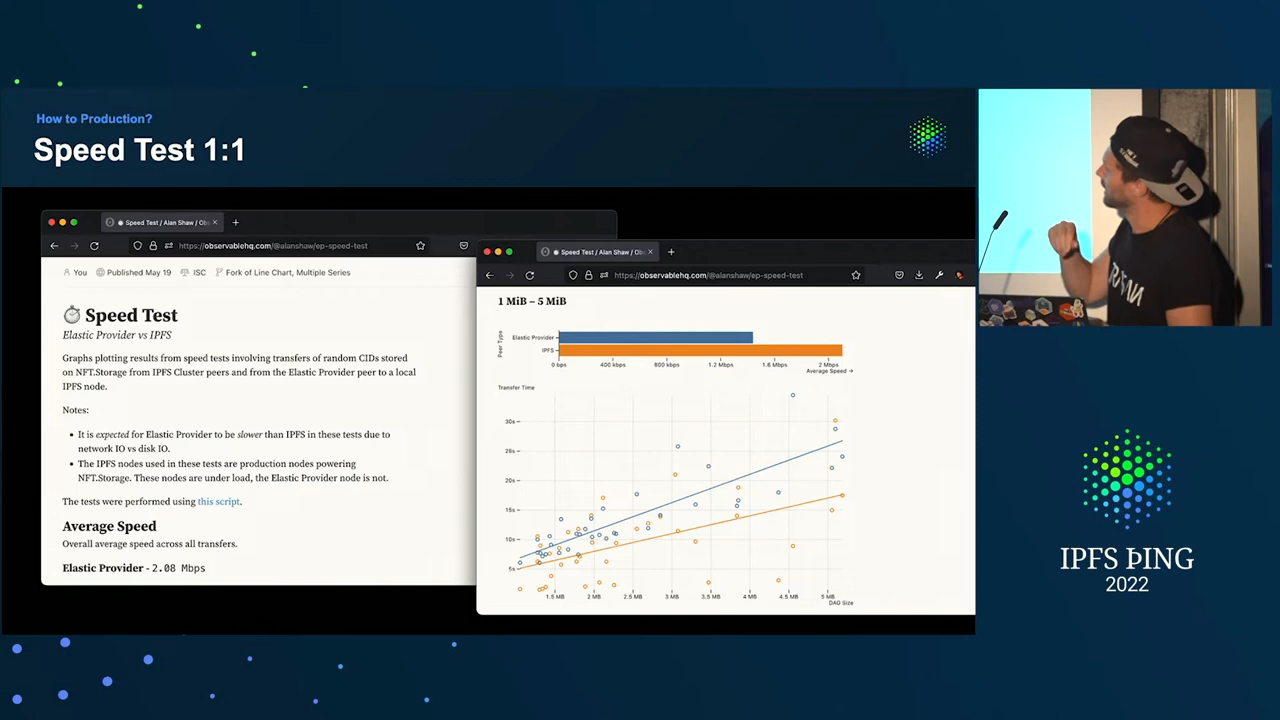 How to Production?
Speed Test 1:1
Speed Test / Alan Shaw / Obs
https://observablehq.com/@alanshaw/ep-speed-test
You Published May 19 ISC Fork of Line Chart, Multiple Series
Speed Test
Elastic Provider vs IPFS
Graphs plotting results from speed tests involving transfers of random CIDs stored
on NFT.Storage from IPFS Cluster peers and from the Elastic Provider peer to a local
IPFS node.
Notes:
It is expected for Elastic Provider to be slower than IPFS in these tests due to
network IO vs disk IO.
The IPFS nodes used in these tests are production nodes powering
NFT.Storage. These nodes are under load, the Elastic Provider node is not.
The tests were performed using this script.
Average Speed
Overall average speed across all transfers.
Elastic Provider - 2.08 Mbps
Speed Test / Alan Shaw / Obs
https://observablehq.com/@alanshaw/ep-speed-test
1 MiB – 5 MiB
Peer Type
Elastic Provider
IPFS
0 bps 400 kbps 800 kbps 1.2 Mbps 1.6 Mbps 2 Mbps
Average Speed →
Transfer Time
30s
25s
20s
15s
10s
5s
1.5 MB 2 MB 2.5 MB 3 MB 3.5 MB 4 MB 4.5 MB 5 MB
DAG Size
IPFS ÞING
2022